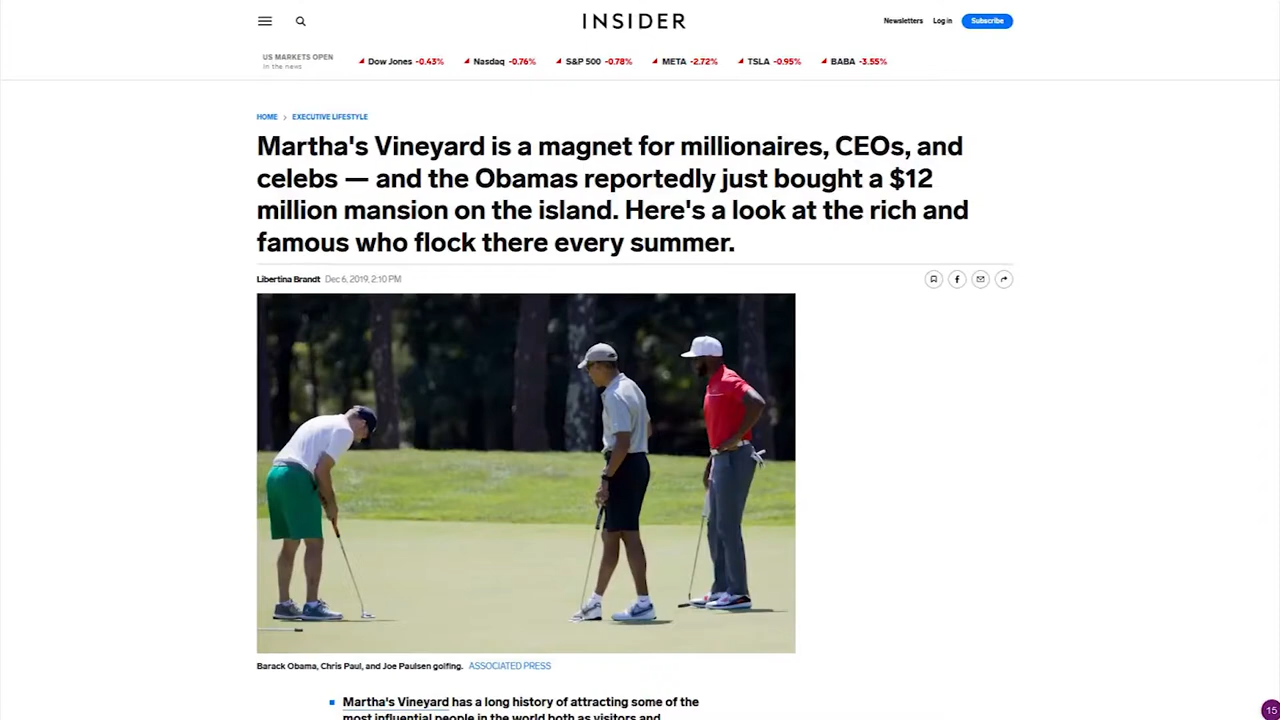 INSIDER
Newsletters Log in Subscribe
US MARKETS OPEN
In the news
Dow Jones -0.43% Nasdaq -0.76% S&P 500 -0.78% META -2.72% TSLA -0.95% BABA -3.55%
HOME > EXECUTIVE LIFESTYLE
Martha's Vineyard is a magnet for millionaires, CEOs, and
celebs — and the Obamas reportedly just bought a $12
million mansion on the island. Here's a look at the rich and
famous who flock there every summer.
Libertina Brandt Dec 6, 2019, 2:10 PM
Barack Obama, Chris Paul, and Joe Paulsen golfing. ASSOCIATED PRESS
Martha's Vineyard has a long history of attracting some of the
most influential people in the world both as visitors and
15